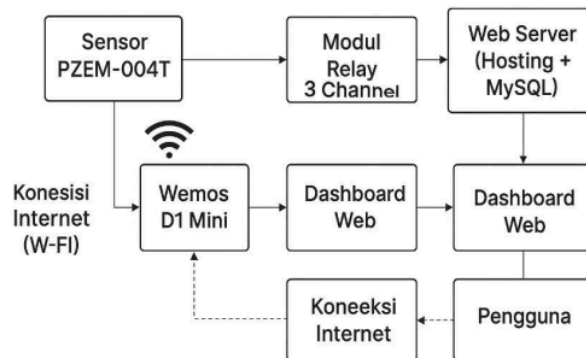 Sensor
PZEM-004T
Modul
Relay
3 Channel
Web Server
(Hosting +
MySQL)
Konesisi
Internet
(W-FI)
Wemos
D1 Mini
Dashboard
Web
Dashboard
Web
Koneeksi
Internet
Pengguna